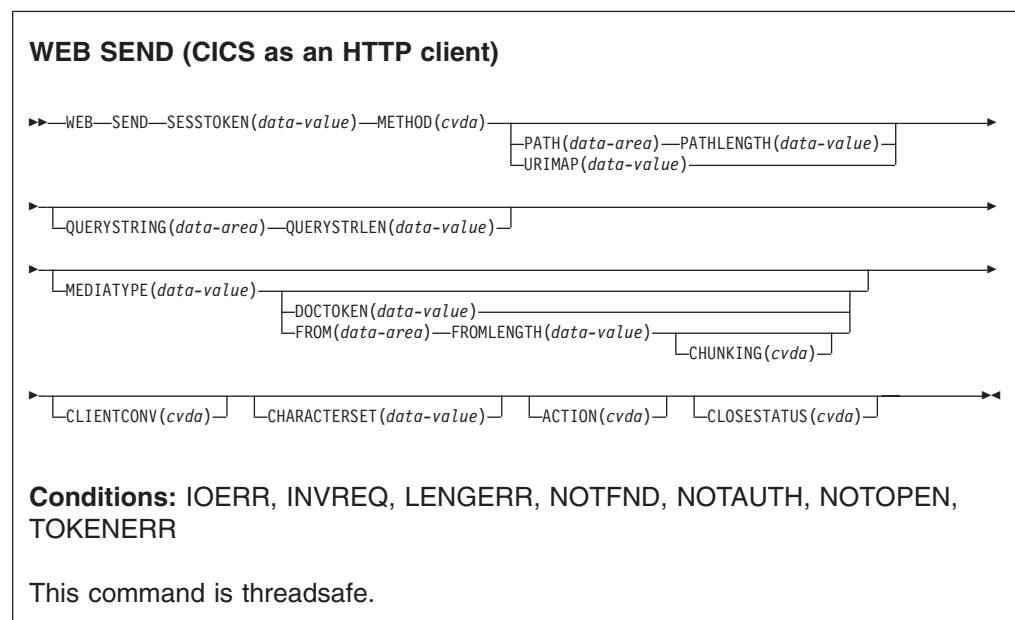 WEB SEND (CICS as an HTTP client)
WEB SEND SESSTOKEN(data-value) METHOD(cvda)
PATH(data-area) PATHLENGTH(data-value)
URIMAP(data-value)
QUERYSTRING(data-area) QUERYSTRLEN(data-value)
MEDIATYPE(data-value)
DOCTOKEN(data-value)
FROM(data-area) FROMLENGTH(data-value)
CHUNKING(cvda)
CLIENTCONV(cvda) CHARACTERSET(data-value) ACTION(cvda) CLOSESTATUS(cvda)
Conditions: IOERR, INVREQ, LENGERR, NOTFND, NOTAUTH, NOTOPEN,
TOKENERR
This command is threadsafe.